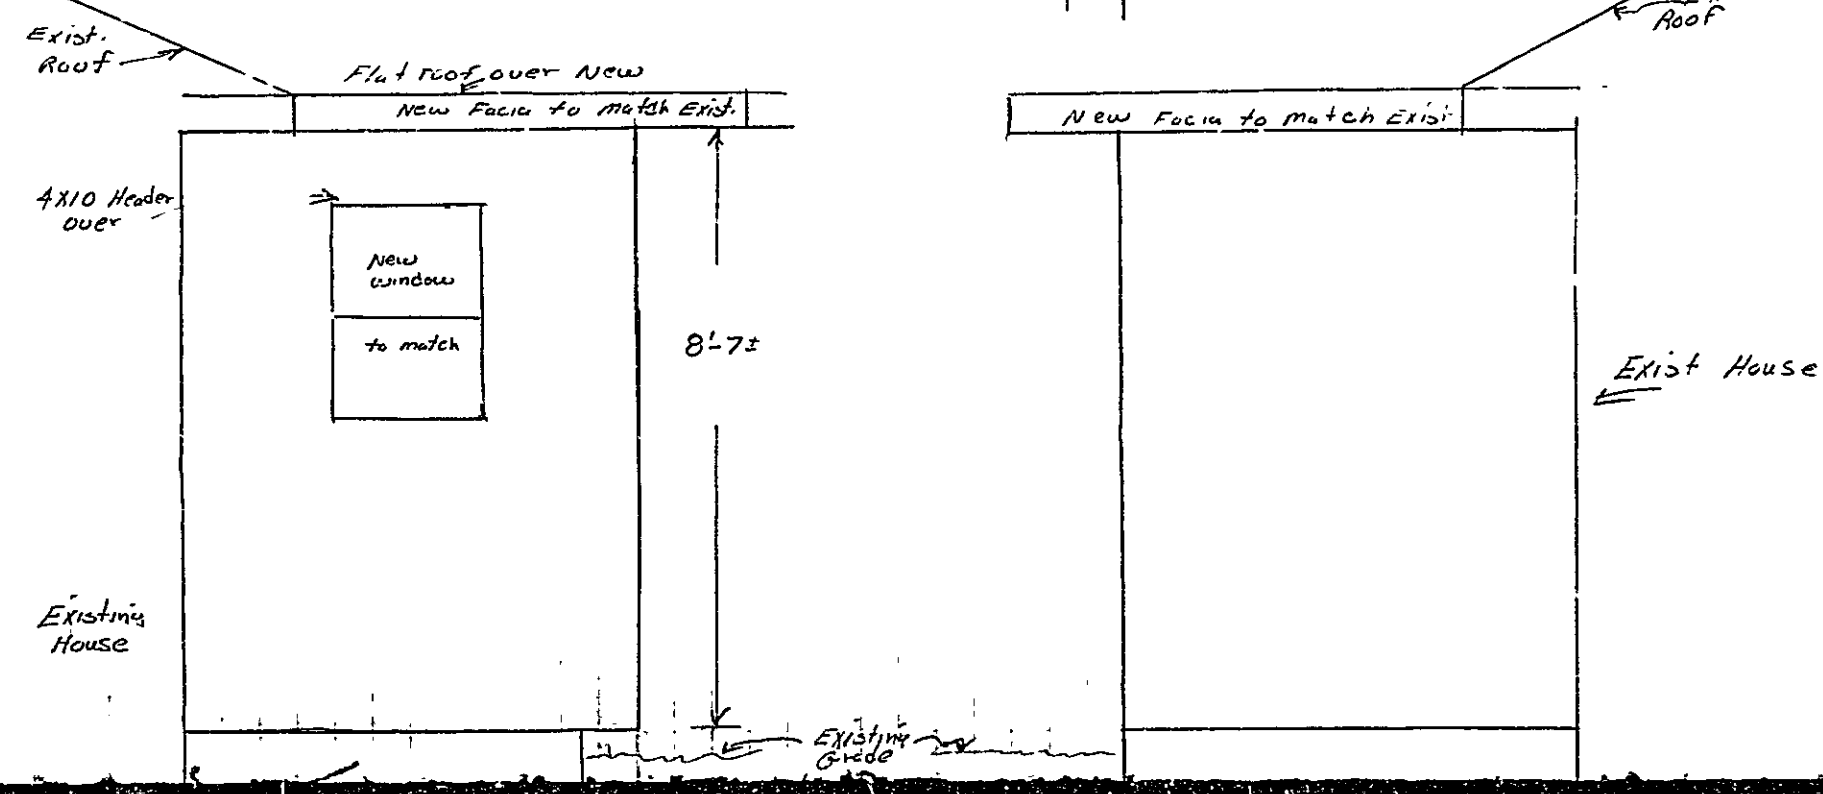 Exist.
Roof
Flat roof over New
New Facia to match Exist.
4X10 Header
over
New
window
to match
8'-7±
Existing
House
Existing
Grade
Roof
New Facia to match Exist
Exist House